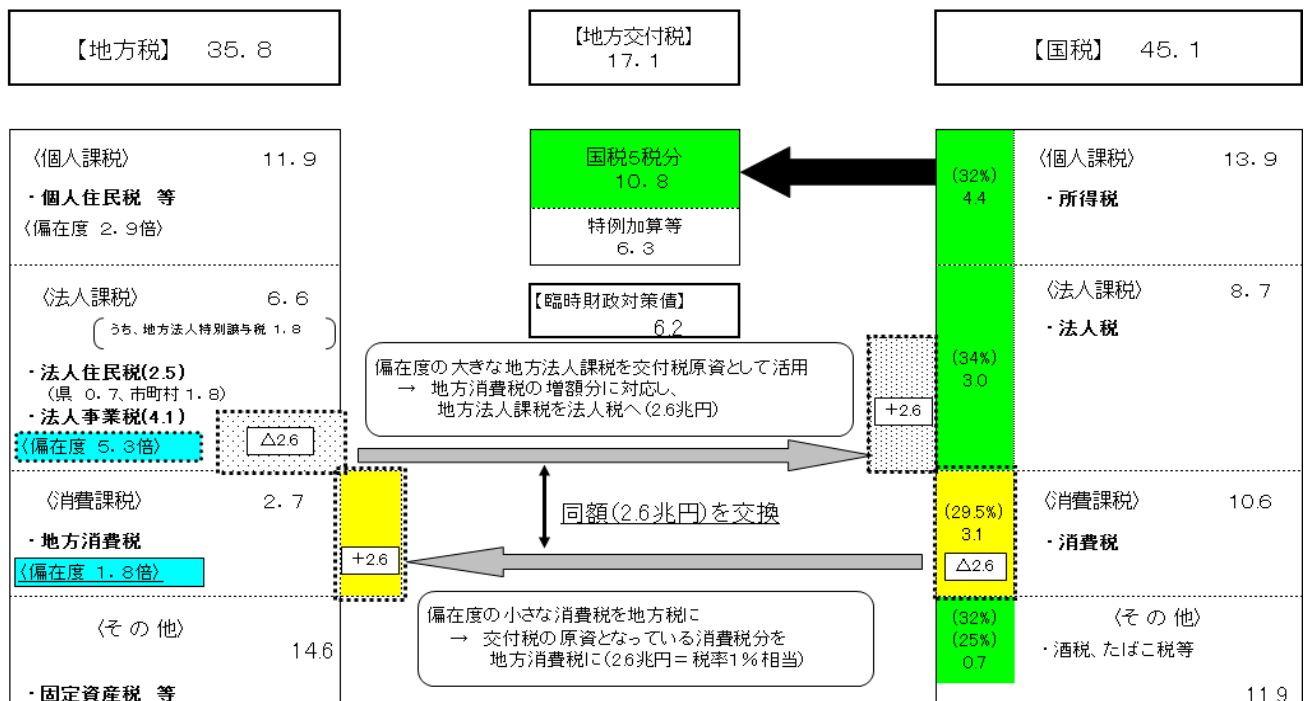 【地方税】 35.8
【地方交付税】
17.1
【国税】 45.1
〈個人課税〉 11.9
・個人住民税 等
〈偏在度 2.9倍〉
〈法人課税〉 6.6
うち、地方法人特別譲与税 1.8
・法人住民税(2.5)
(県 0.7、市町村 1.8)
・法人事業税(4.1)
〈偏在度 5.3倍〉
△2.6
〈消費課税〉 2.7
・地方消費税
〈偏在度 1.8倍〉
+2.6
〈その他〉
14.6
・固定資産税 等
国税5税分
10.8
特例加算等
6.3
【臨時財政対策債】
6.2
偏在度の大きな地方法人課税を交付税原資として活用
→ 地方消費税の増額分に対応し、
地方法人課税を法人税へ(2.6兆円)
同額(2.6兆円)を交換
偏在度の小さな消費税を地方税に
→ 交付税の原資となっている消費税分を
地方消費税に(2.6兆円=税率1%相当)
(32%)
4.4
〈個人課税〉 13.9
・所得税
+2.6
(34%)
3.0
〈法人課税〉 8.7
・法人税
(29.5%)
3.1
△2.6
〈消費課税〉 10.6
・消費税
(32%)
(25%)
0.7
〈その他〉
・酒税、たばこ税等
11.9